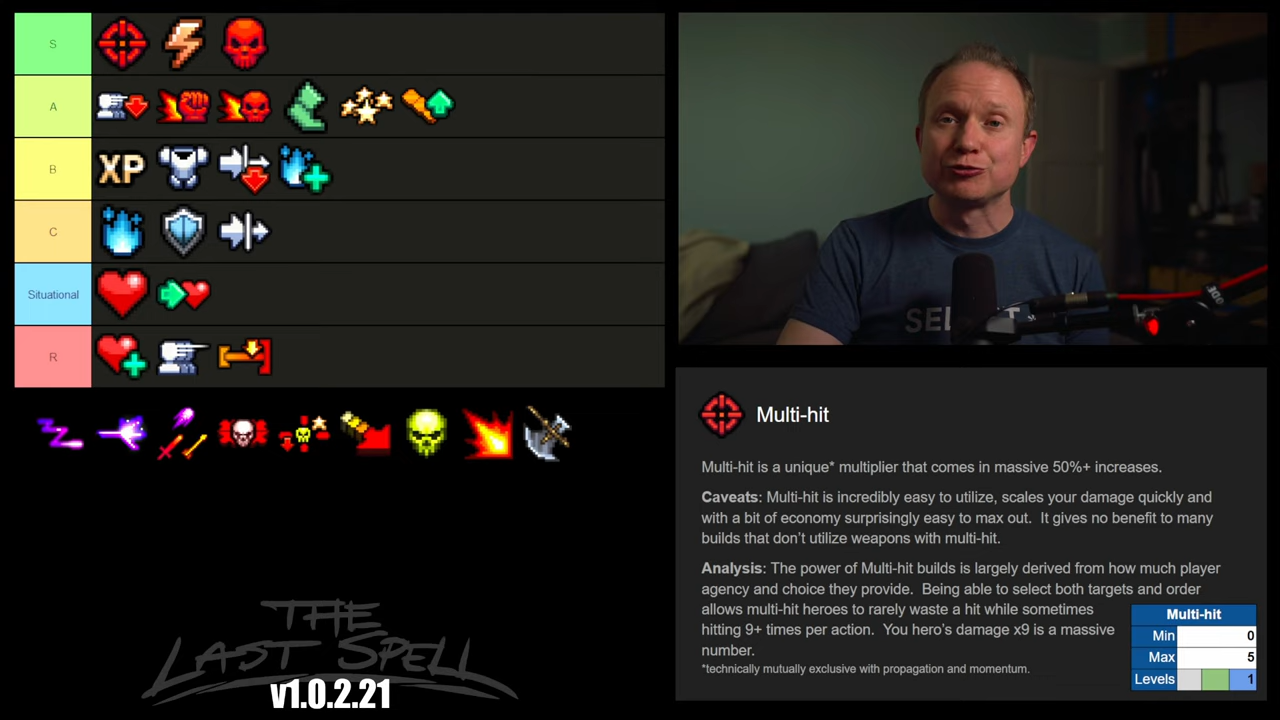 S
A
B
XP
C
Situational
R
THE
LAST SPELL
v1.0.2.21
SELECT
Multi-hit
Multi-hit is a unique* multiplier that comes in massive 50%+ increases.
Caveats: Multi-hit is incredibly easy to utilize, scales your damage quickly and
with a bit of economy surprisingly easy to max out. It gives no benefit to many
builds that don't utilize weapons with multi-hit.
Analysis: The power of Multi-hit builds is largely derived from how much player
agency and choice they provide. Being able to select both targets and order
allows multi-hit heroes to rarely waste a hit while sometimes
hitting 9+ times per action. You hero's damage x9 is a massive
number.
*technically mutually exclusive with propagation and momentum.
Multi-hit
Min 0
Max 5
Levels 1